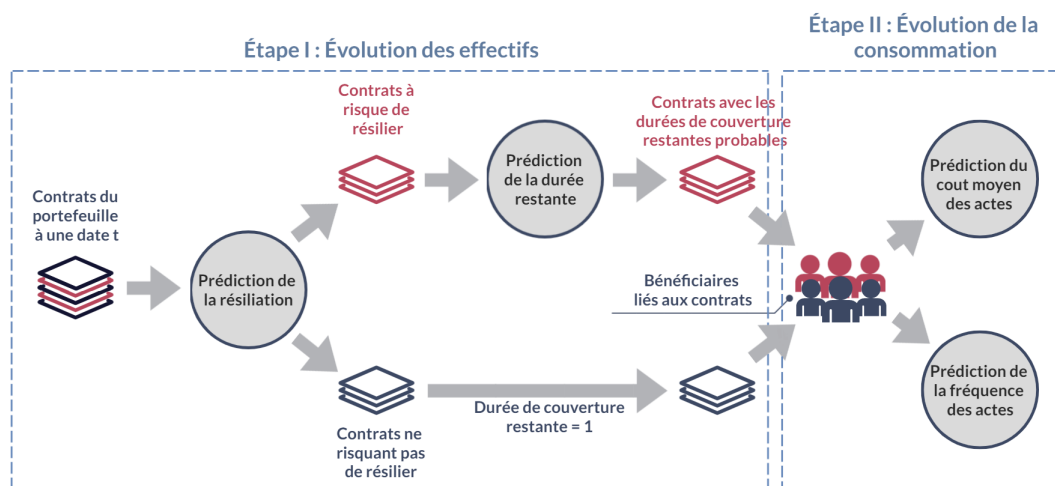 Étape I : Évolution des effectifs
Étape II : Évolution de la
consommation
Contrats du
portefeuille
à une date t
Prédiction de
la résiliation
Contrats à
risque de
résilier
Prédiction
de la durée
restante
Contrats avec les
durées de couverture
restantes probables
Contrats ne
risquant pas
de résilier
Durée de couverture
restante = 1
Bénéficiaires
liés aux contrats
Prédiction du
cout moyen
des actes
Prédiction de
la fréquence
des actes